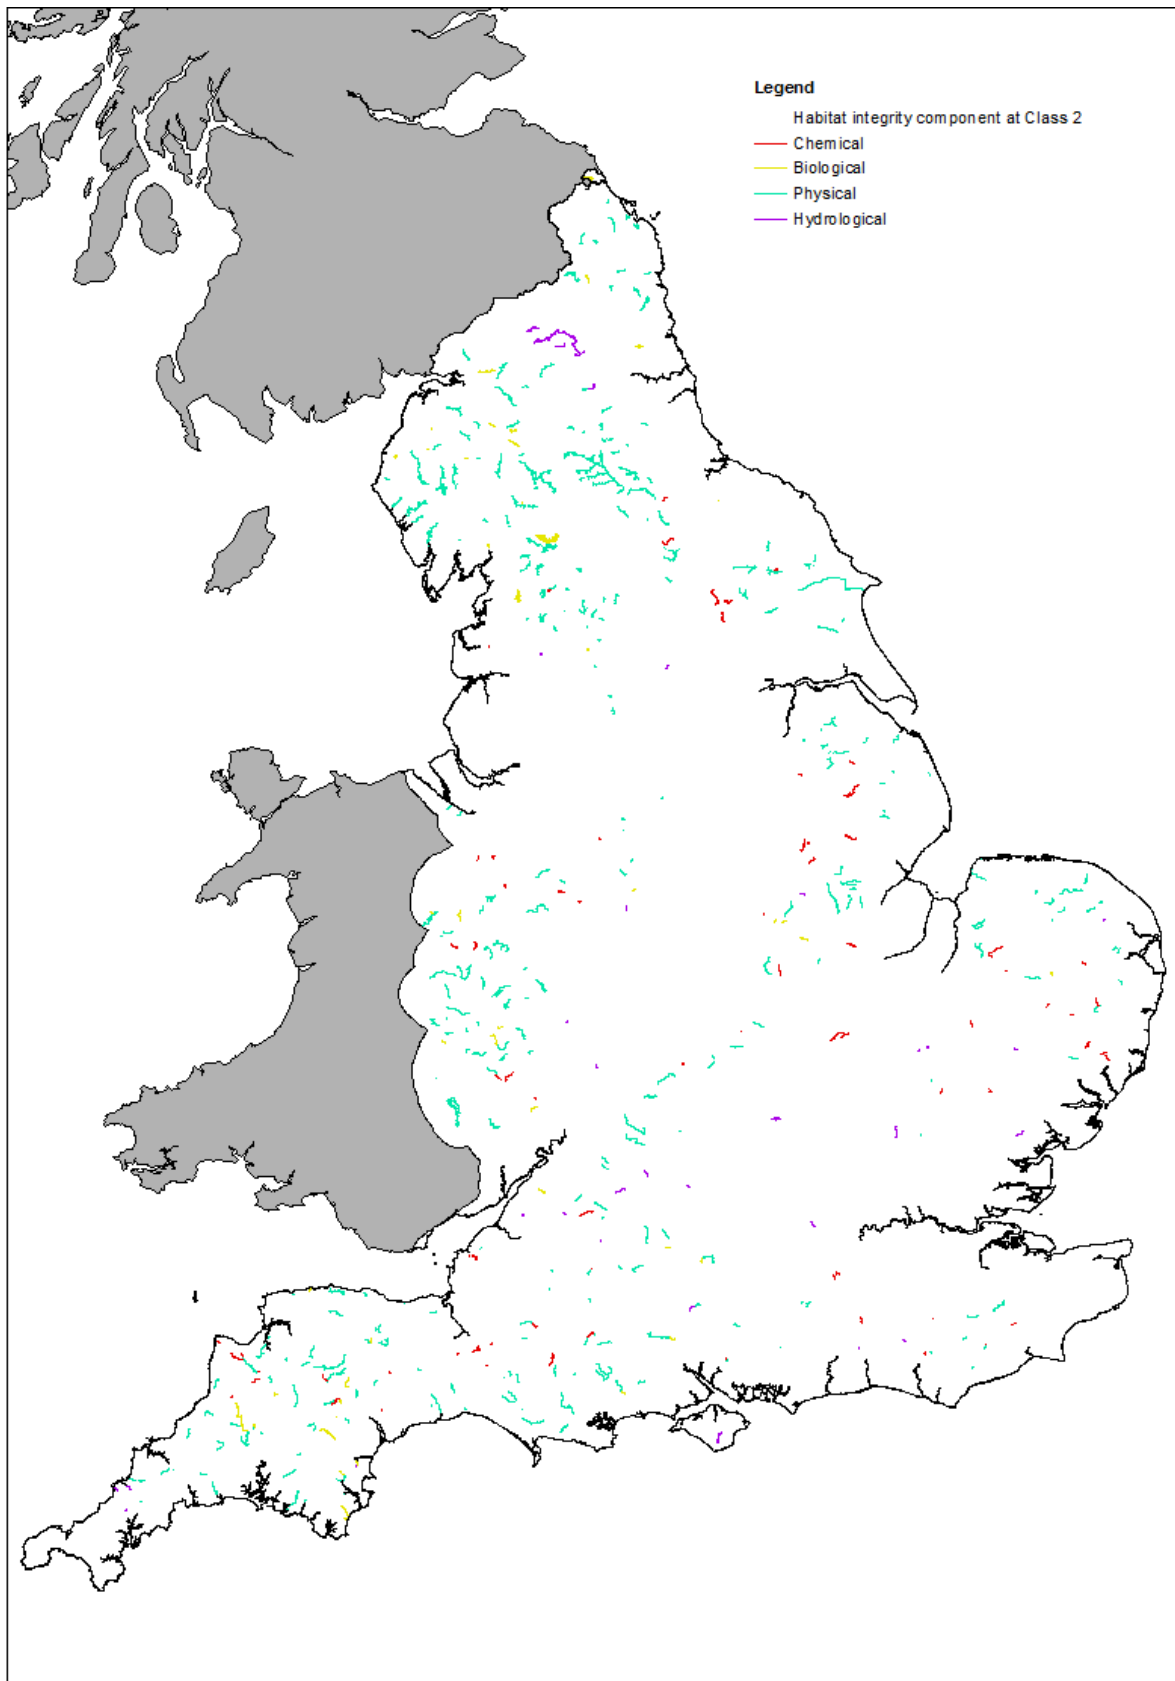 Legend
Habitat integrity component at Class 2
Chemical
Biological
Physical
Hydrological